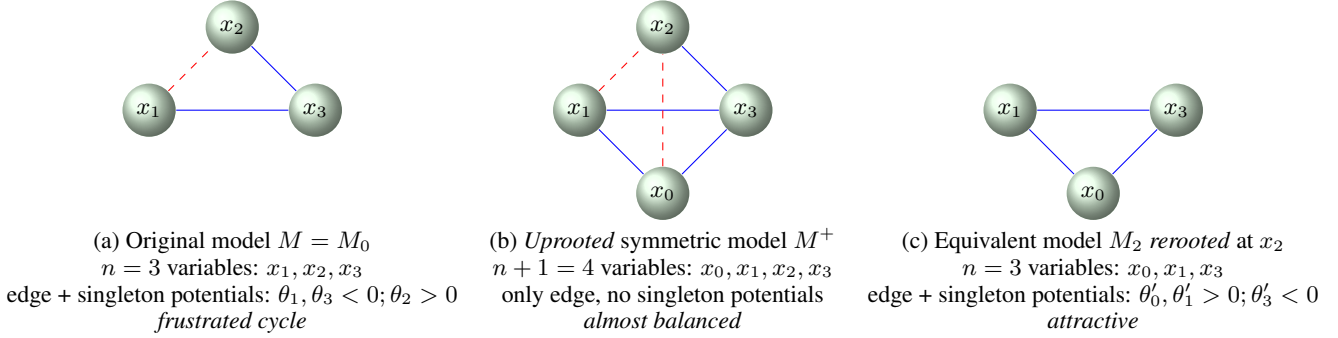 x₂
x₁
x₃
(a) Original model M = M₀
n = 3 variables: x₁, x₂, x₃
edge + singleton potentials: θ₁, θ₃ < 0; θ₂ > 0
frustrated cycle
x₂
x₁
x₃
x₀
(b) Uprooted symmetric model M⁺
n + 1 = 4 variables: x₀, x₁, x₂, x₃
only edge, no singleton potentials
almost balanced
x₁
x₃
x₀
(c) Equivalent model M₂ rerooted at x₂
n = 3 variables: x₀, x₁, x₃
edge + singleton potentials: θ′₀, θ′₁ > 0; θ′₃ < 0
attractive